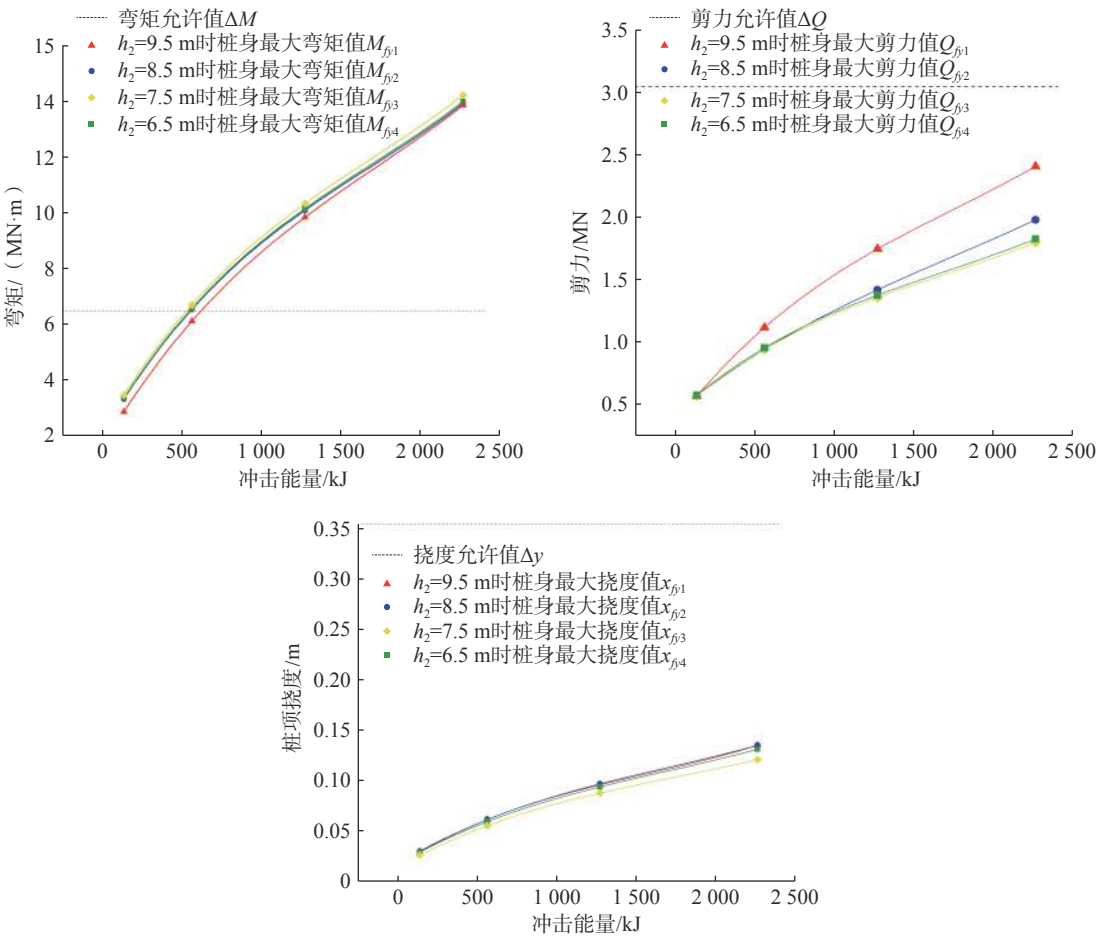 弯矩允许值ΔM
h2=9.5 m时桩身最大弯矩值Mfy1
h2=8.5 m时桩身最大弯矩值Mfy2
h2=7.5 m时桩身最大弯矩值Mfy3
h2=6.5 m时桩身最大弯矩值Mfy4
15
14
12
10
8
6
4
2
弯矩/（MN·m）
0 500 1 000 1 500 2 000 2 500
冲击能量/kJ
剪力允许值ΔQ
h2=9.5 m时桩身最大剪力值Qfy1
h2=8.5 m时桩身最大剪力值Qfy2
h2=7.5 m时桩身最大剪力值Qfy3
h2=6.5 m时桩身最大剪力值Qfy4
3.5
3.0
2.5
2.0
1.5
1.0
0.5
剪力/MN
0 500 1 000 1 500 2 000 2 500
冲击能量/kJ
挠度允许值Δy
h2=9.5 m时桩身最大挠度值xfy1
h2=8.5 m时桩身最大挠度值xfy2
h2=7.5 m时桩身最大挠度值xfy3
h2=6.5 m时桩身最大挠度值xfy4
0.35
0.30
0.25
0.20
0.15
0.10
0.05
0
桩项挠度/m
0 500 1 000 1 500 2 000 2 500
冲击能量/kJ